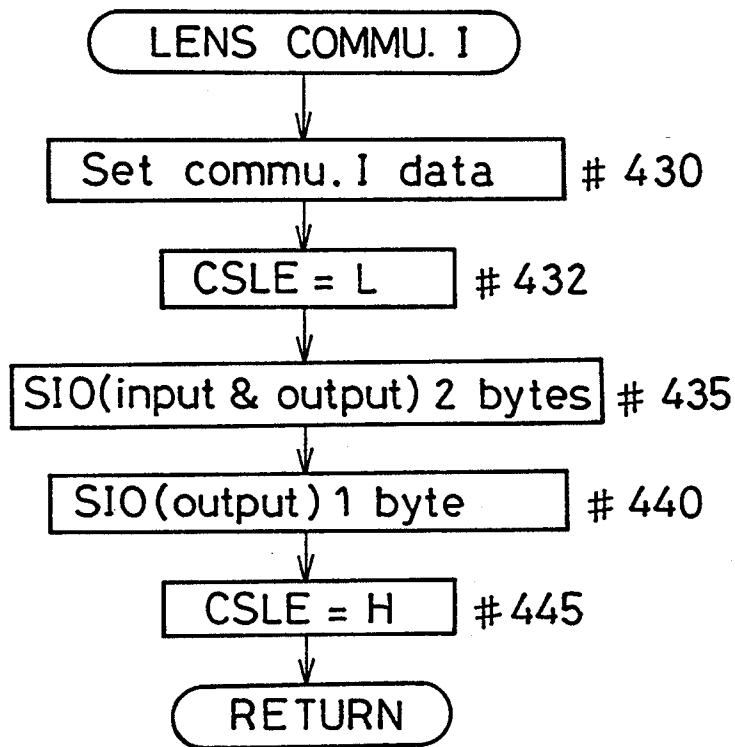 LENS COMMU. I
Set commu. I data # 430
CSLE = L # 432
SIO(input & output) 2 bytes # 435
SIO(output) 1 byte # 440
CSLE = H # 445
RETURN